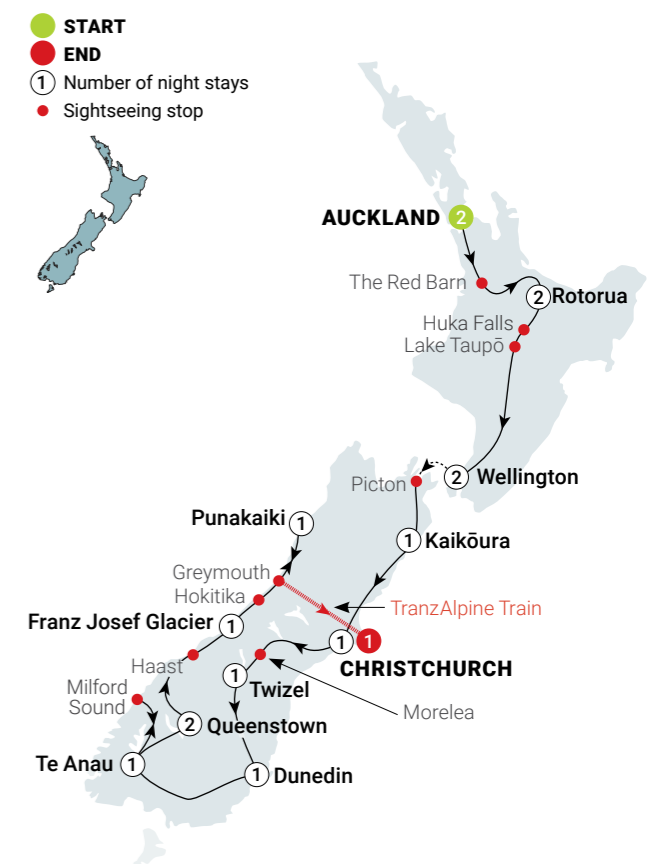 START
END
1 Number of night stays
Sightseeing stop
AUCKLAND 2
The Red Barn
2 Rotorua
Huka Falls
Lake Taupō
2 Wellington
Picton
Punakaiki 1
1 Kaikōura
Greymouth
Hokitika
TranzAlpine Train
Franz Josef Glacier 1
1 1
CHRISTCHURCH
Haast
1
Twizel
Milford
Sound
Morelea
2 Queenstown
Te Anau 1
1 Dunedin